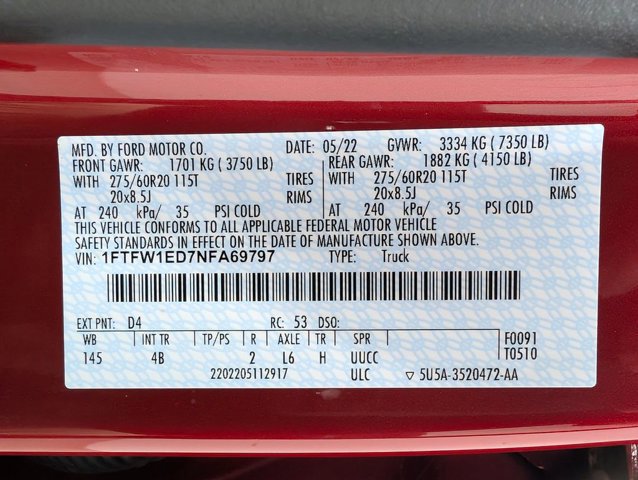 MFD. BY FORD MOTOR CO. DATE: 05/22 GVWR: 3334 KG ( 7350 LB)
FRONT GAWR: 1701 KG ( 3750 LB) REAR GAWR: 1882 KG ( 4150 LB)
WITH 275/60R20 115T TIRES WITH 275/60R20 115T TIRES
20x8.5J RIMS 20x8.5J RIMS
AT 240 kPa/ 35 PSI COLD AT 240 kPa/ 35 PSI COLD
THIS VEHICLE CONFORMS TO ALL APPLICABLE FEDERAL MOTOR VEHICLE
SAFETY STANDARDS IN EFFECT ON THE DATE OF MANUFACTURE SHOWN ABOVE.
VIN: 1FTFW1ED7NFA69797 TYPE: Truck
EXT PNT: D4 RC: 53 DSO:
WB INT TR TP/PS R AXLE TR SPR F0091
145 4B 2 L6 H UUCC T0510
2202205112917 ULC ▽ 5U5A-3520472-AA